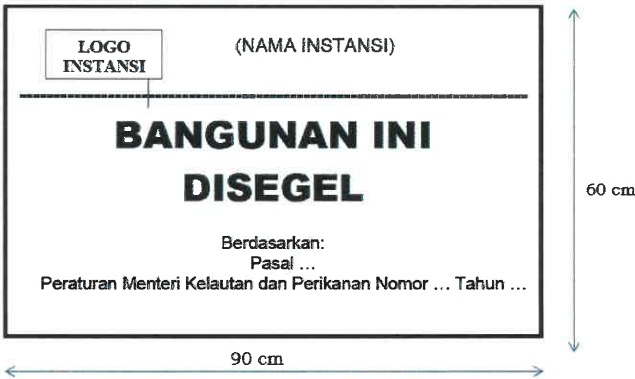 LOGO
INSTANSI
(NAMA INSTANSI)
BANGUNAN INI
DISEGEL
Berdasarkan:
Pasal ...
Peraturan Menteri Kelautan dan Perikanan Nomor ... Tahun ...
60 cm
90 cm